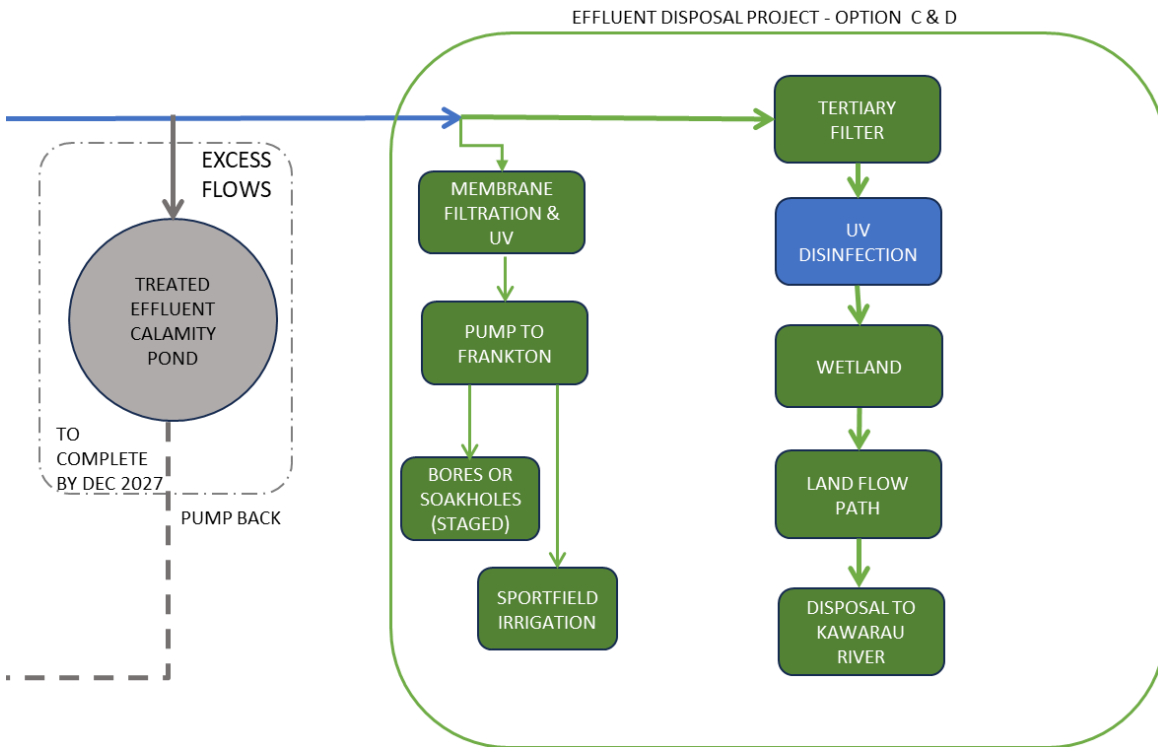 EFFLUENT DISPOSAL PROJECT - OPTION C & D
EXCESS
FLOWS
TREATED
EFFLUENT
CALAMITY
POND
TO
COMPLETE
BY DEC 2027
PUMP BACK
MEMBRANE
FILTRATION &
UV
PUMP TO
FRANKTON
BORES OR
SOAKHOLES
(STAGED)
SPORTFIELD
IRRIGATION
TERTIARY
FILTER
UV
DISINFECTION
WETLAND
LAND FLOW
PATH
DISPOSAL TO
KAWARAU
RIVER